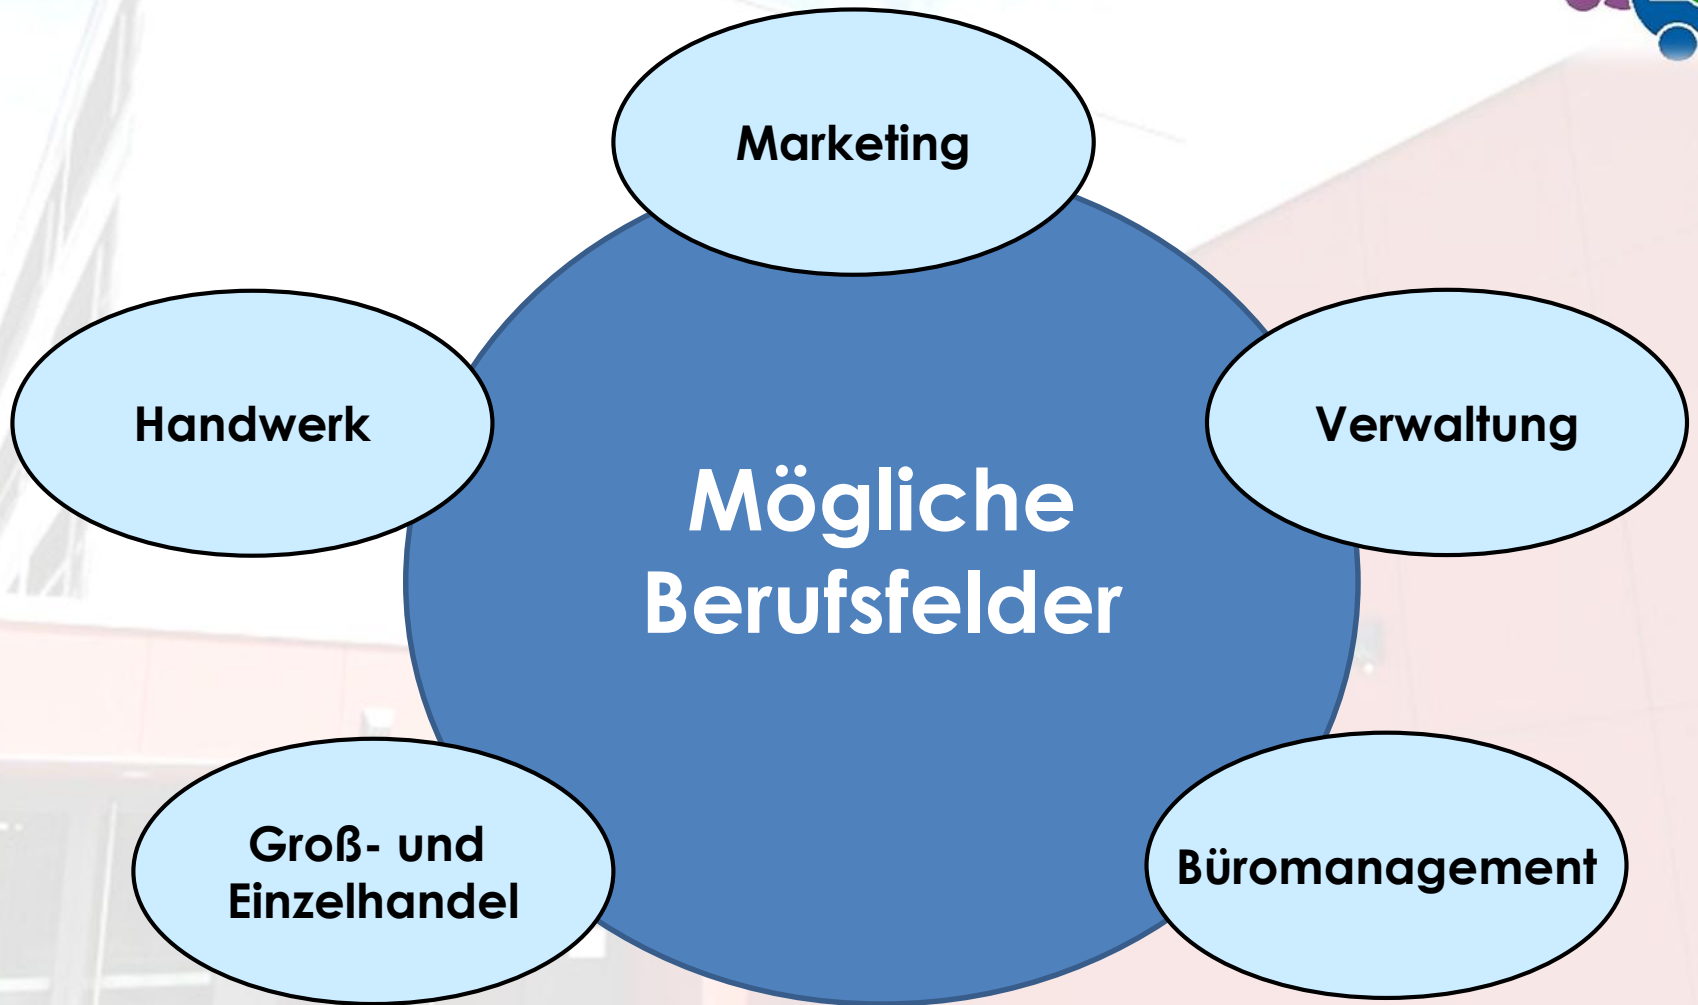 Marketing
Handwerk
Verwaltung
Mögliche
Berufsfelder
Groß- und
Einzelhandel
Büromanagement